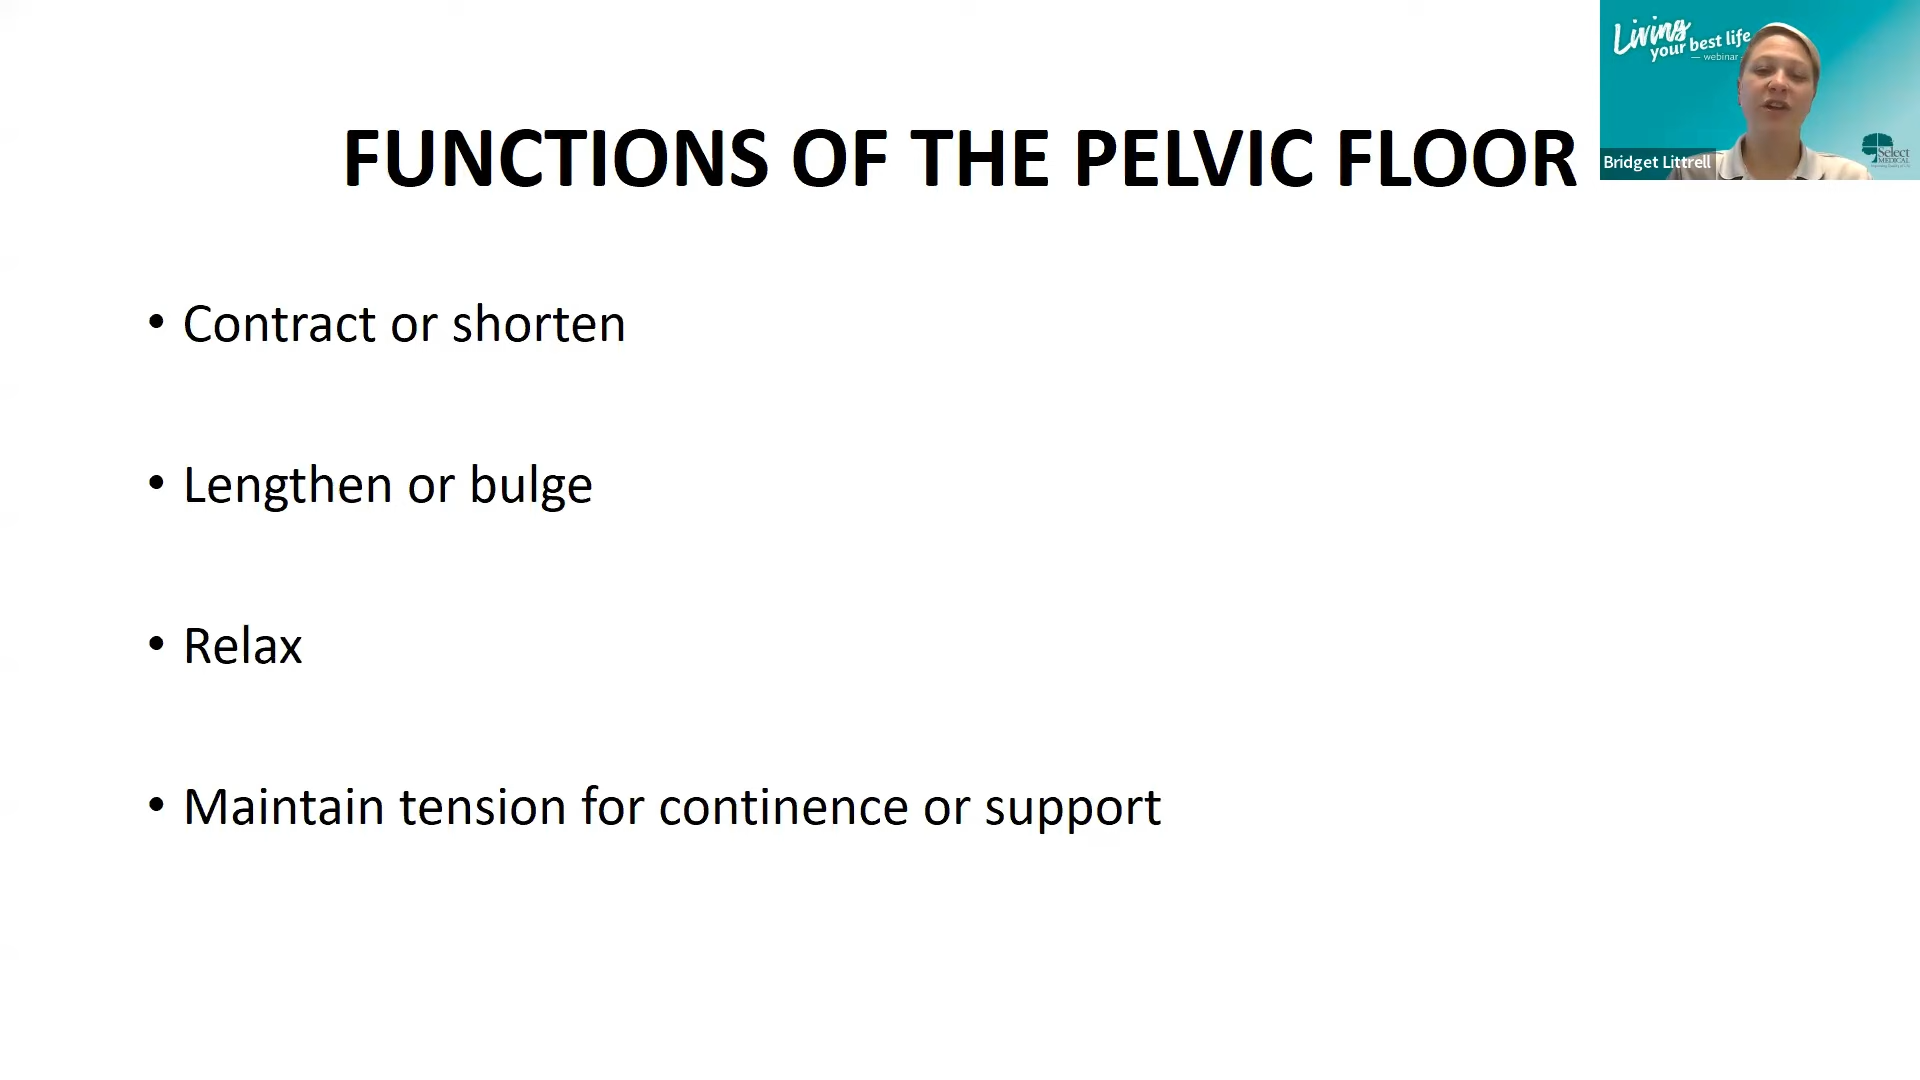 Living
your best life
— webinar
FUNCTIONS OF THE PELVIC FLOOR
Bridget Littrell
Select
MEDICAL
• Contract or shorten
• Lengthen or bulge
• Relax
• Maintain tension for continence or support